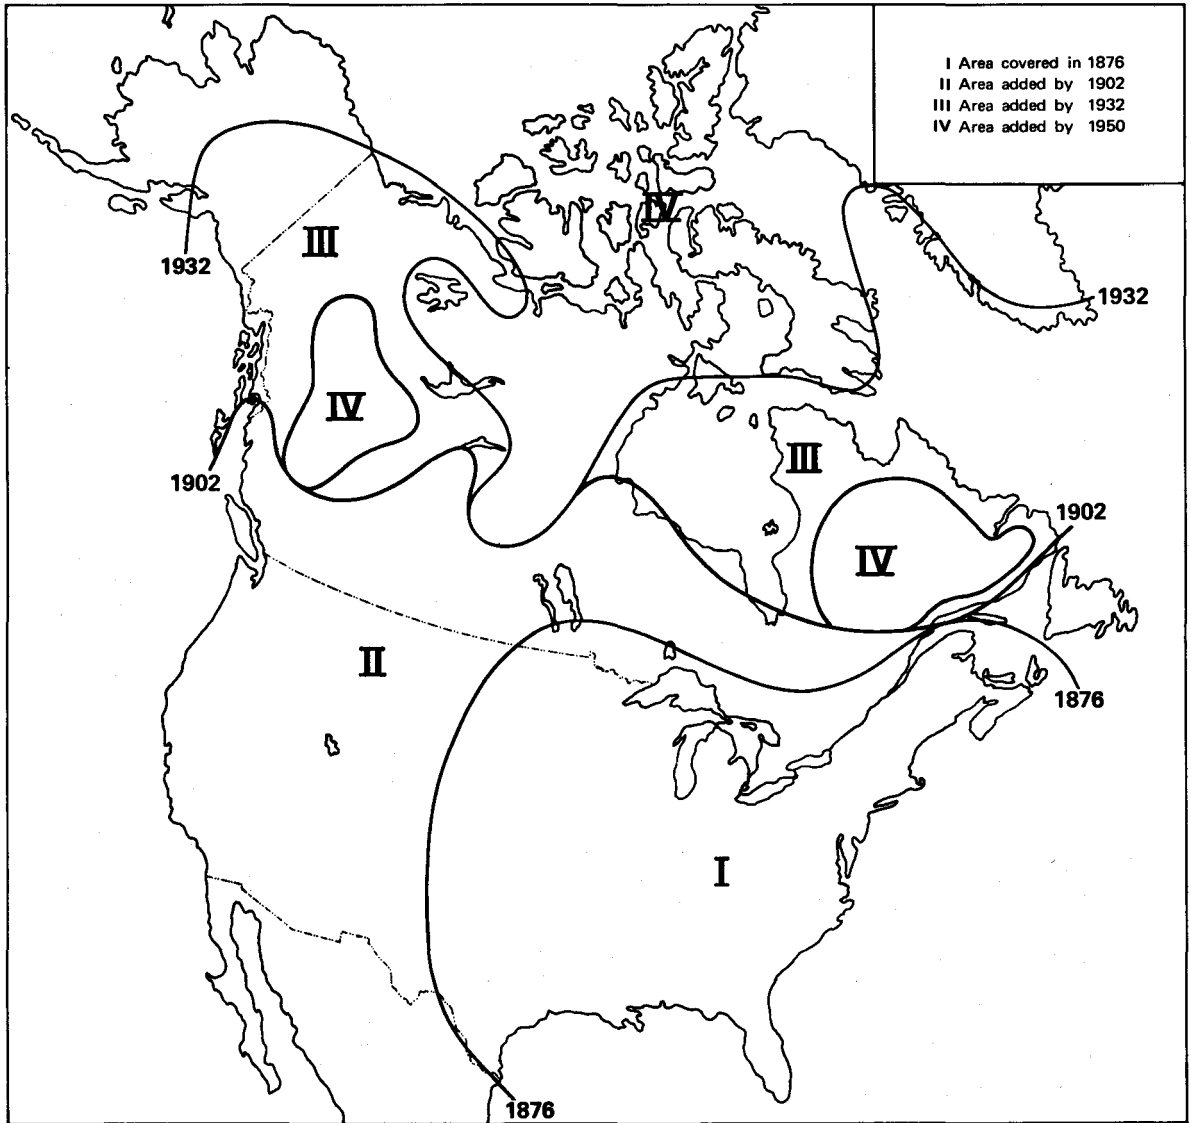 I Area covered in 1876
II Area added by 1902
III Area added by 1932
IV Area added by 1950
IV
III
1932
1932
IV
III
1902
1902
IV
II
1876
I
1876